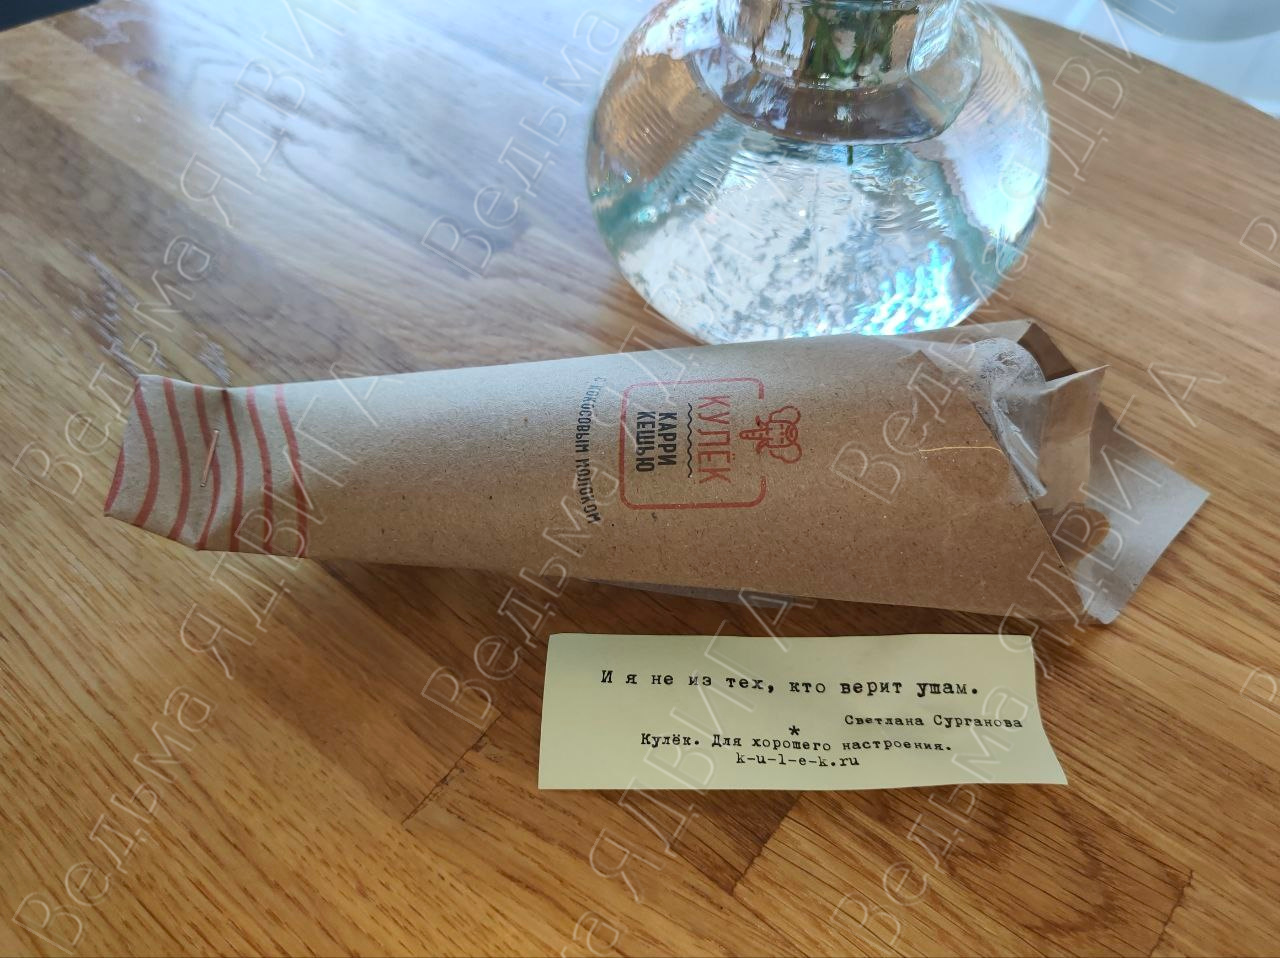 КУЛЁК
КАРРИ
КЕШЬЮ
С КОКОСОВЫМ МОЛОКОМ
И я не из тех, кто верит ушам.
Светлана Сурганова
*
Кулёк. Для хорошего настроения.
k-u-l-e-k.ru
Ведьма ЯДВИГА